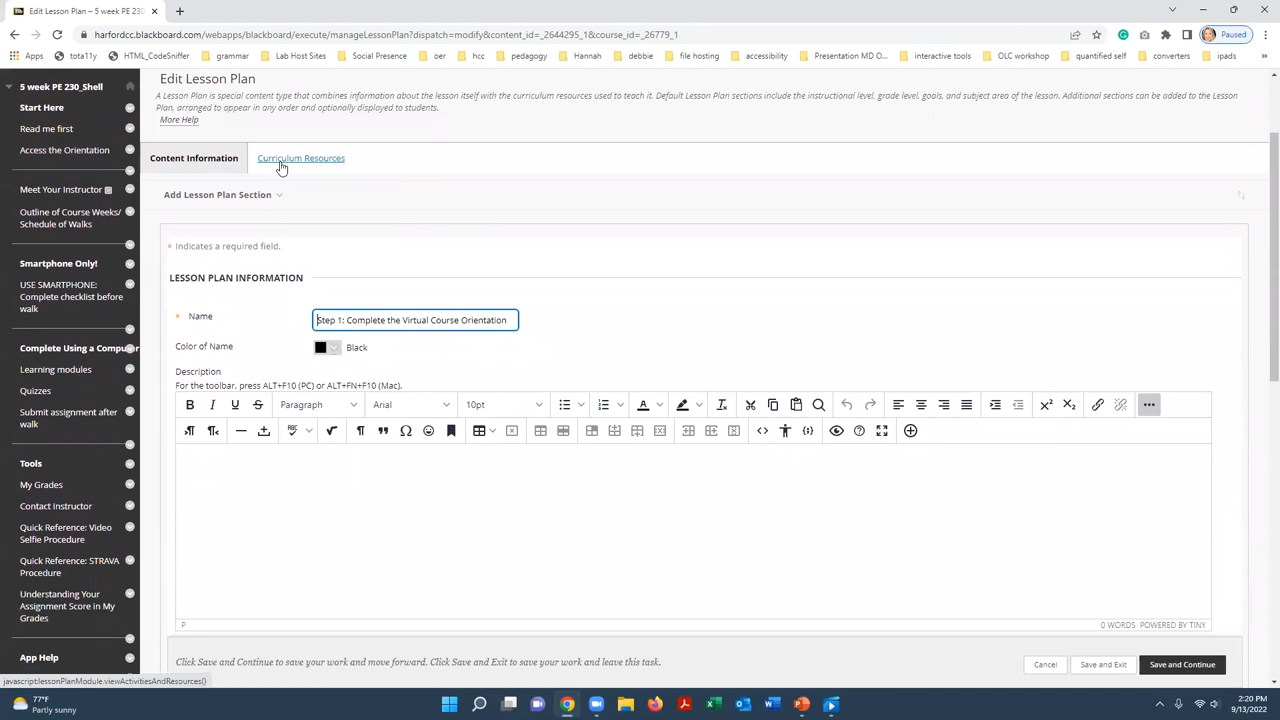 Edit Lesson Plan – 5 week PE 230_
harfordcc.blackboard.com/webapps/blackboard/execute/manageLessonPlan?dispatch=modify&content_id=_2644295_1&course_id=_26779_1
Paused
Apps
tota11y
HTML_CodeSniffer
grammar
Lab Host Sites
Social Presence
oer
hcc
pedagogy
Hannah
debbie
file hosting
accessibility
Presentation MD O...
interactive tools
OLC workshop
quantified self
converters
ipads
5 week PE 230_Shell
Start Here
Read me first
Access the Orientation
Meet Your Instructor
Outline of Course Weeks/
Schedule of Walks
Smartphone Only!
USE SMARTPHONE:
Complete checklist before
walk
Complete Using a Computer
Learning modules
Quizzes
Submit assignment after
walk
Tools
My Grades
Contact Instructor
Quick Reference: Video
Selfie Procedure
Quick Reference: STRAVA
Procedure
Understanding Your
Assignment Score in My
Grades
App Help
Edit Lesson Plan
A Lesson Plan is special content type that combines information about the lesson itself with the curriculum resources used to teach it. Default Lesson Plan sections include the instructional level, grade level, goals, and subject area of the lesson. Additional sections can be added to the Lesson
Plan, arranged to appear in any order and optionally displayed to students.
More Help
Content Information
Curriculum Resources
Add Lesson Plan Section
* Indicates a required field.
LESSON PLAN INFORMATION
* Name
Step 1: Complete the Virtual Course Orientation
Color of Name
Black
Description
For the toolbar, press ALT+F10 (PC) or ALT+FN+F10 (Mac).
B I U S Paragraph Arial 10pt
P
0 WORDS POWERED BY TINY
Click Save and Continue to save your work and move forward. Click Save and Exit to save your work and leave this task.
Cancel
Save and Exit
Save and Continue
javascript:lessonPlanModule.viewActivitiesAndResources()
77°F
Partly sunny
2:20 PM
9/13/2022